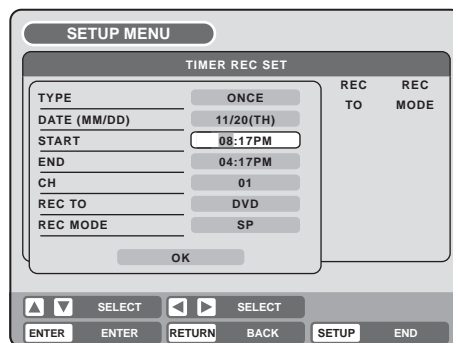 SETUP MENU
TIMER REC SET
REC REC
TO MODE
TYPE ONCE
DATE (MM/DD) 11/20(TH)
START 08:17PM
END 04:17PM
CH 01
REC TO DVD
REC MODE SP
OK
SELECT SELECT
ENTER ENTER RETURN BACK SETUP END